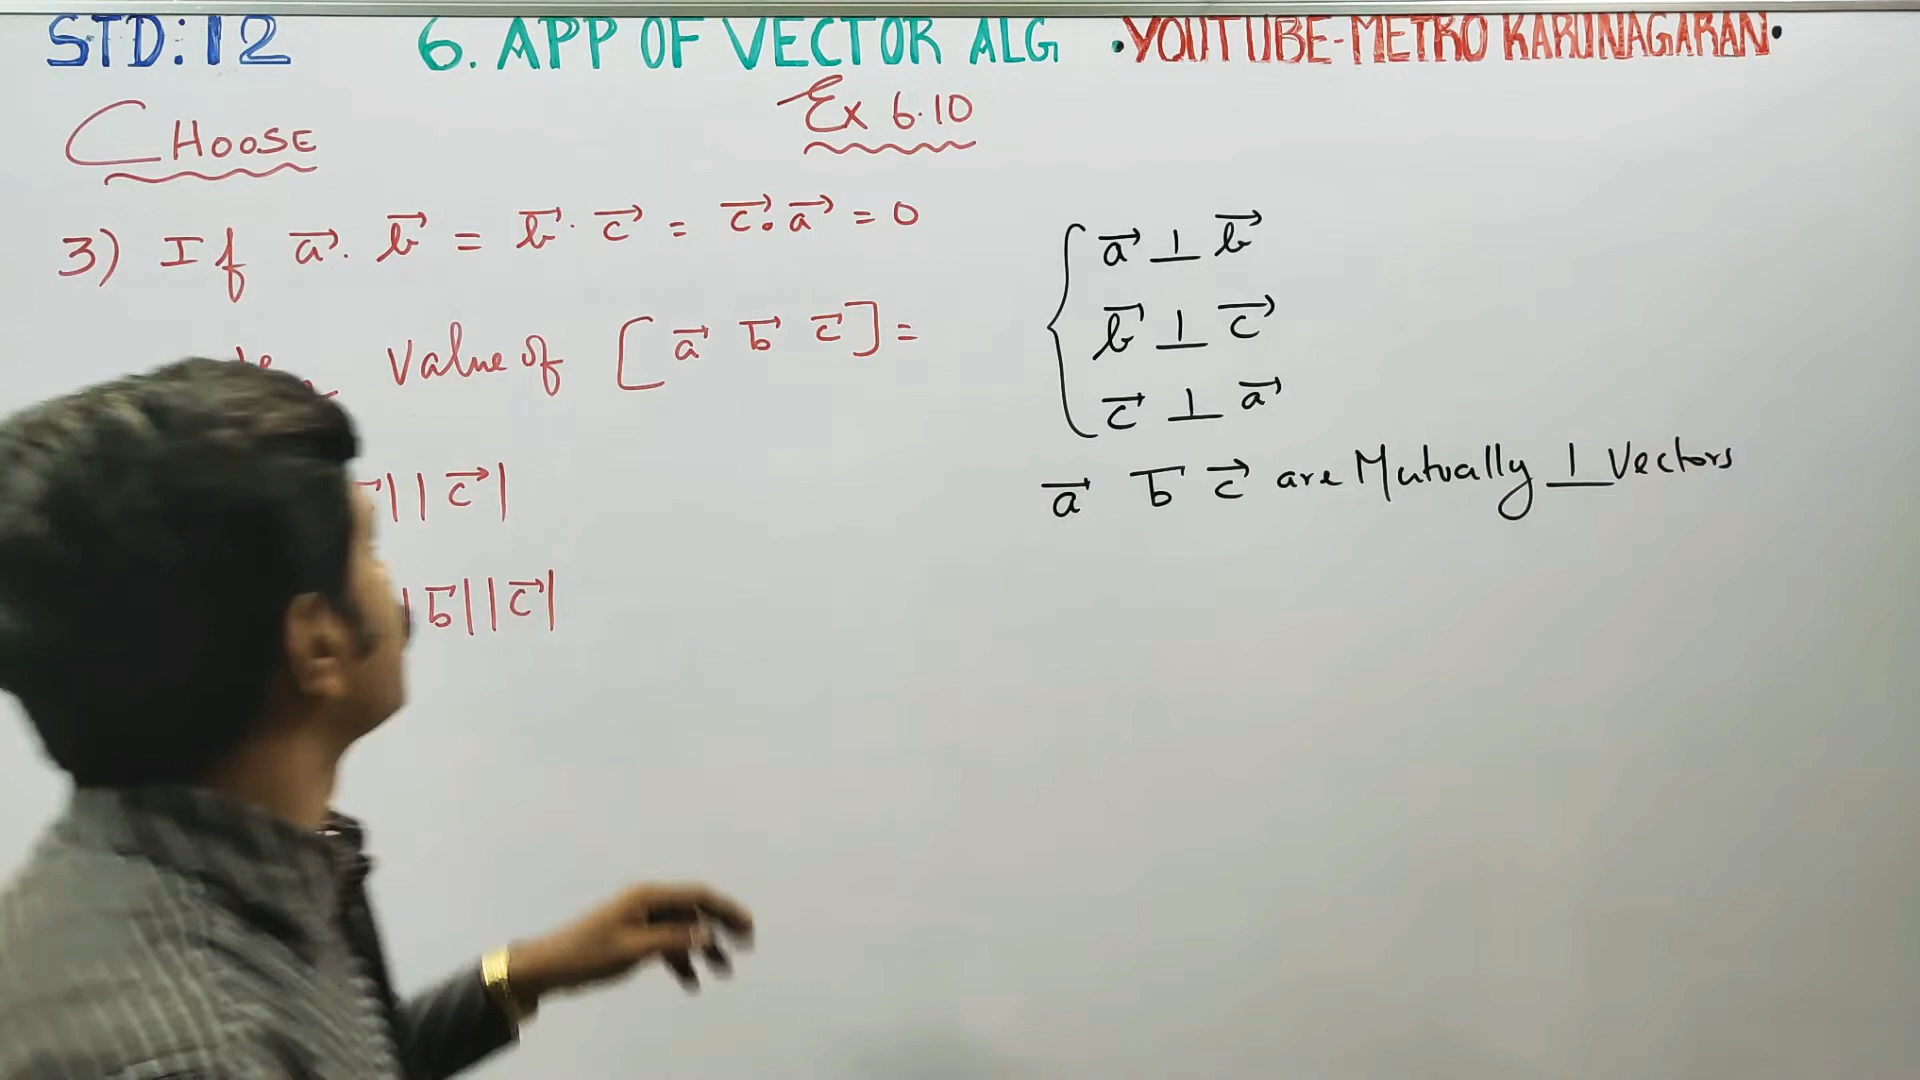 STD:12 6. APP OF VECTOR ALG •YOUTUBE-METRO KARUNAGARAN•
CHOOSE Ex 6.10
3) If a⃗. b⃗ = b⃗. c⃗ = c⃗. a⃗ = 0
Value of [a⃗ b⃗ c⃗] =
| | c⃗ |
| b⃗ | | c⃗ |
a⃗ ⊥ b⃗
b⃗ ⊥ c⃗
c⃗ ⊥ a⃗
a⃗ b⃗ c⃗ are Mutually ⊥ Vectors